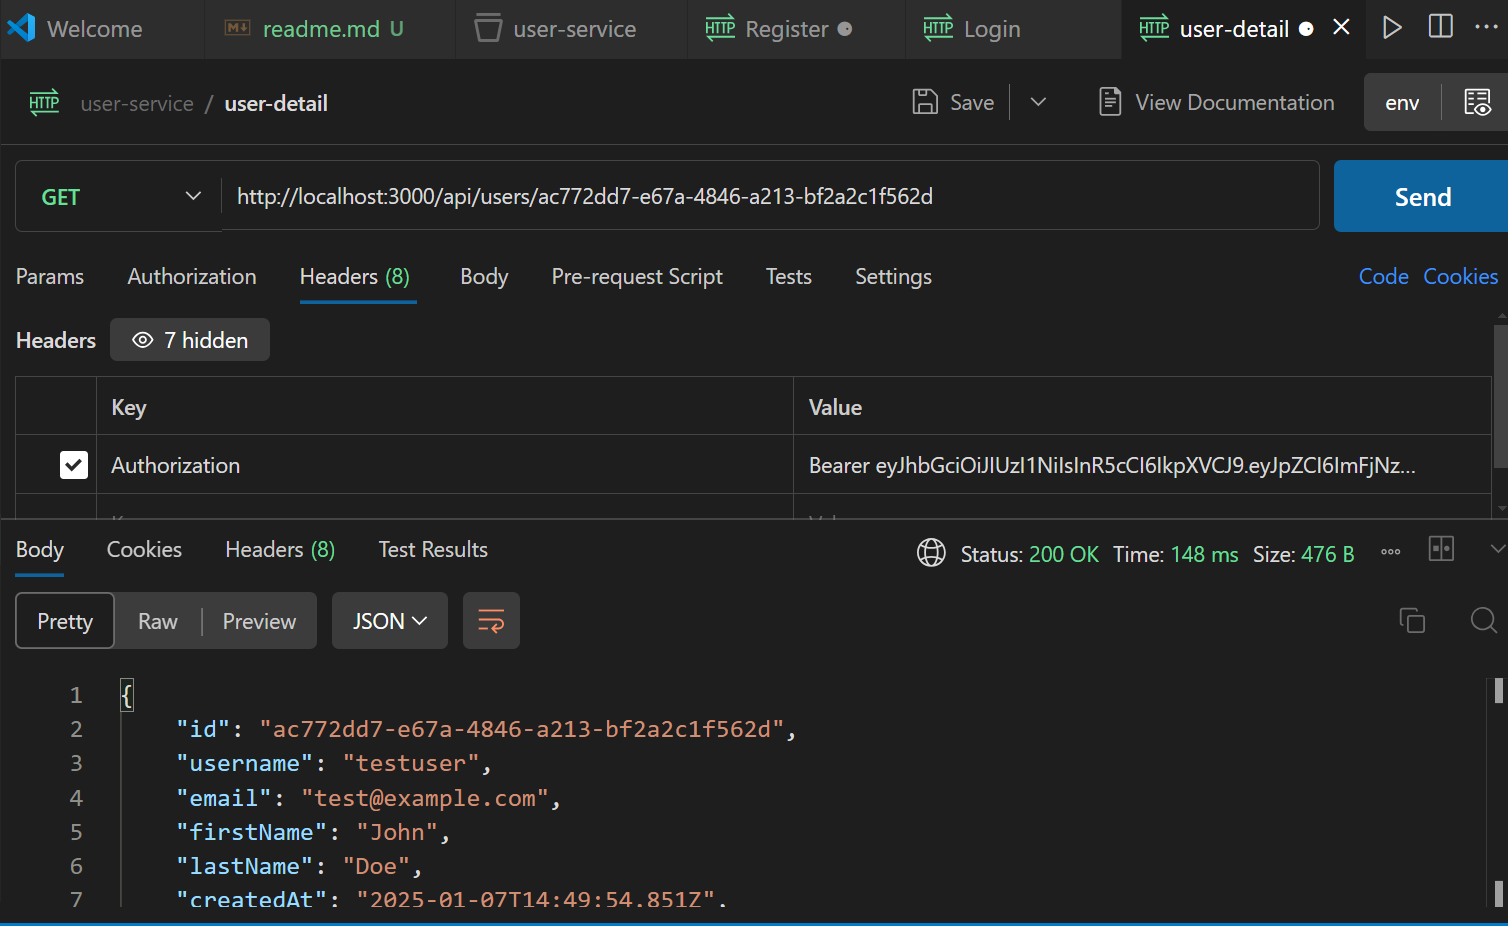 Welcome readme.md U user-service HTTP Register HTTP Login HTTP user-detail
HTTP user-service / user-detail Save View Documentation env
GET http://localhost:3000/api/users/ac772dd7-e67a-4846-a213-bf2a2c1f562d Send
Params Authorization Headers (8) Body Pre-request Script Tests Settings Code Cookies
Headers 7 hidden
Key Value
Authorization Bearer eyJhbGciOiJIUzI1NiIsInR5cCI6IkpXVCJ9.eyJpZCI6ImFjNz...
Body Cookies Headers (8) Test Results Status: 200 OK Time: 148 ms Size: 476 B
Pretty Raw Preview JSON
1 {
2 "id": "ac772dd7-e67a-4846-a213-bf2a2c1f562d",
3 "username": "testuser",
4 "email": "test@example.com",
5 "firstName": "John",
6 "lastName": "Doe",
7 "createdAt": "2025-01-07T14:49:54.851Z",